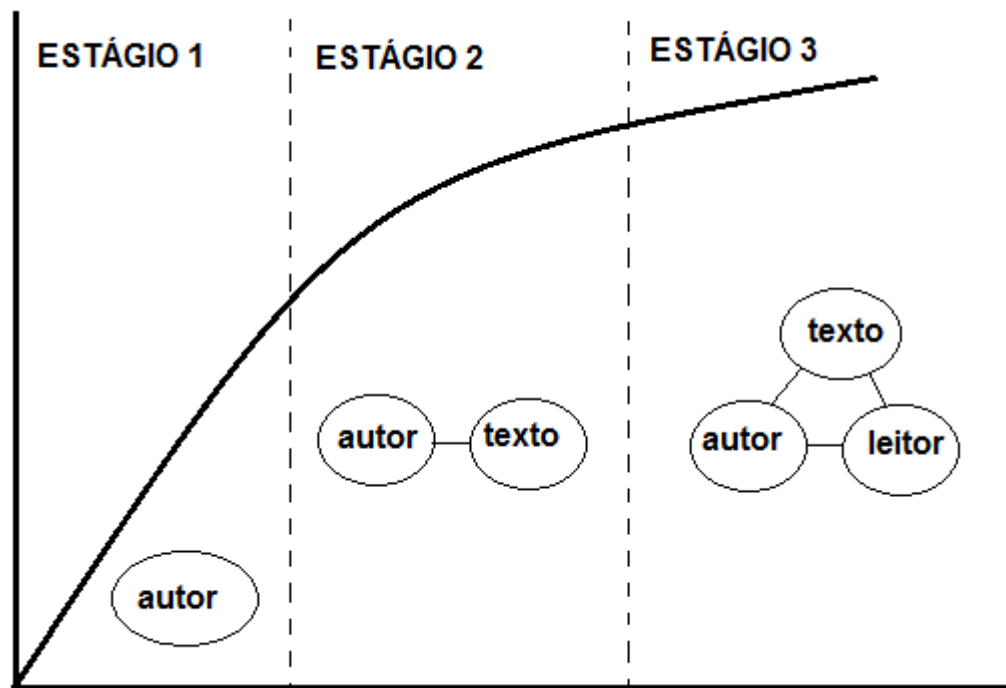 ESTÁGIO 1
ESTÁGIO 2
ESTÁGIO 3
autor
autor
texto
texto
autor
leitor